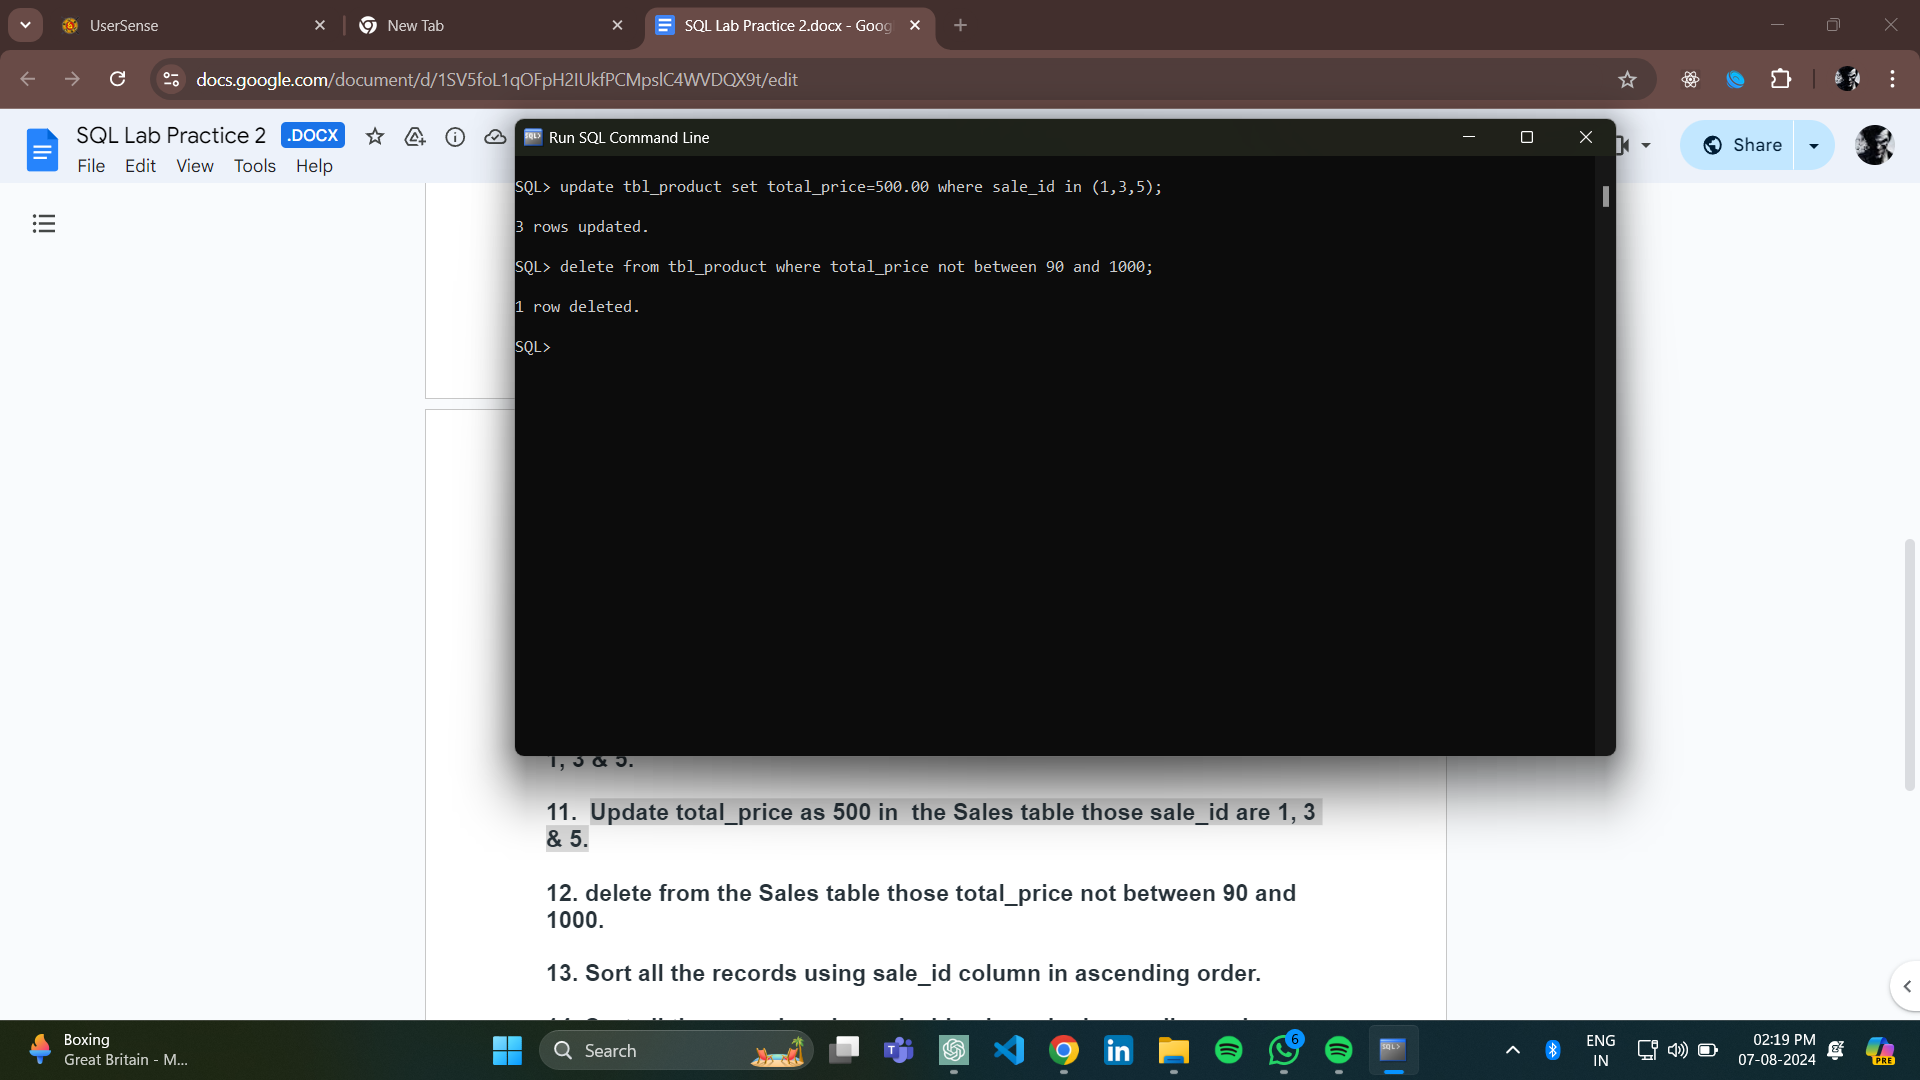 UserSense
New Tab
SQL Lab Practice 2.docx - Goog
docs.google.com/document/d/1SV5foL1qOFpH2IUkfPCMpslC4WVDQX9t/edit
SQL Lab Practice 2
.DOCX
File Edit View Tools Help
Share
Run SQL Command Line
SQL> update tbl_product set total_price=500.00 where sale_id in (1,3,5);
3 rows updated.
SQL> delete from tbl_product where total_price not between 90 and 1000;
1 row deleted.
SQL>
1, 3 & 5.
11. Update total_price as 500 in the Sales table those sale_id are 1, 3
& 5.
12. delete from the Sales table those total_price not between 90 and
1000.
13. Sort all the records using sale_id column in ascending order.
Boxing
Great Britain - M...
Search
6
ENG
IN
02:19 PM
07-08-2024
PRE